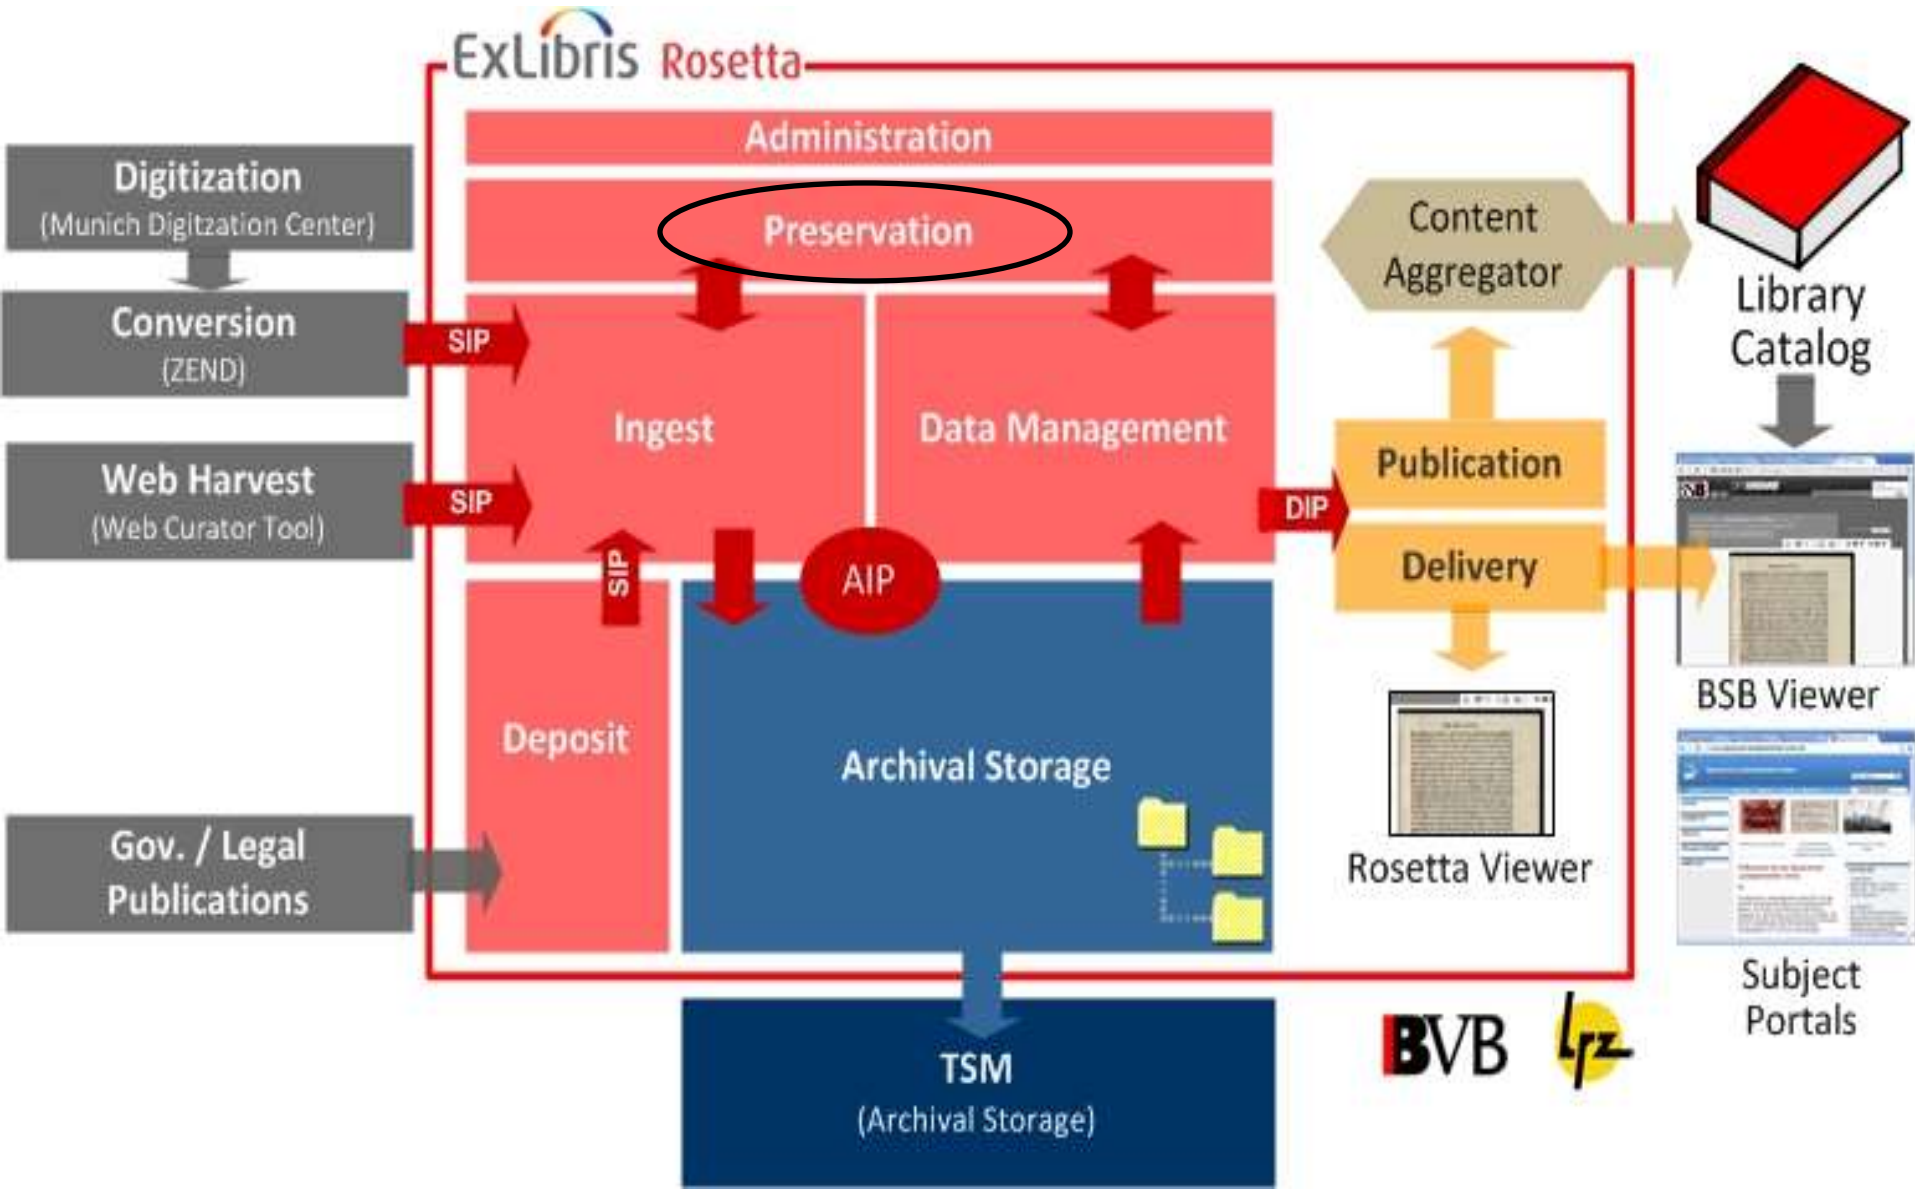 ExLibris Rosetta
Administration
Digitization
(Munich Digitzation Center)
Preservation
Content
Aggregator
Library
Catalog
Conversion
(ZEND)
SIP
Ingest
Data Management
Publication
Web Harvest
(Web Curator Tool)
SIP
DIP
SIP
AIP
Delivery
BSB Viewer
Deposit
Archival Storage
Gov. / Legal
Publications
Rosetta Viewer
Subject
Portals
BVB
lrz
TSM
(Archival Storage)